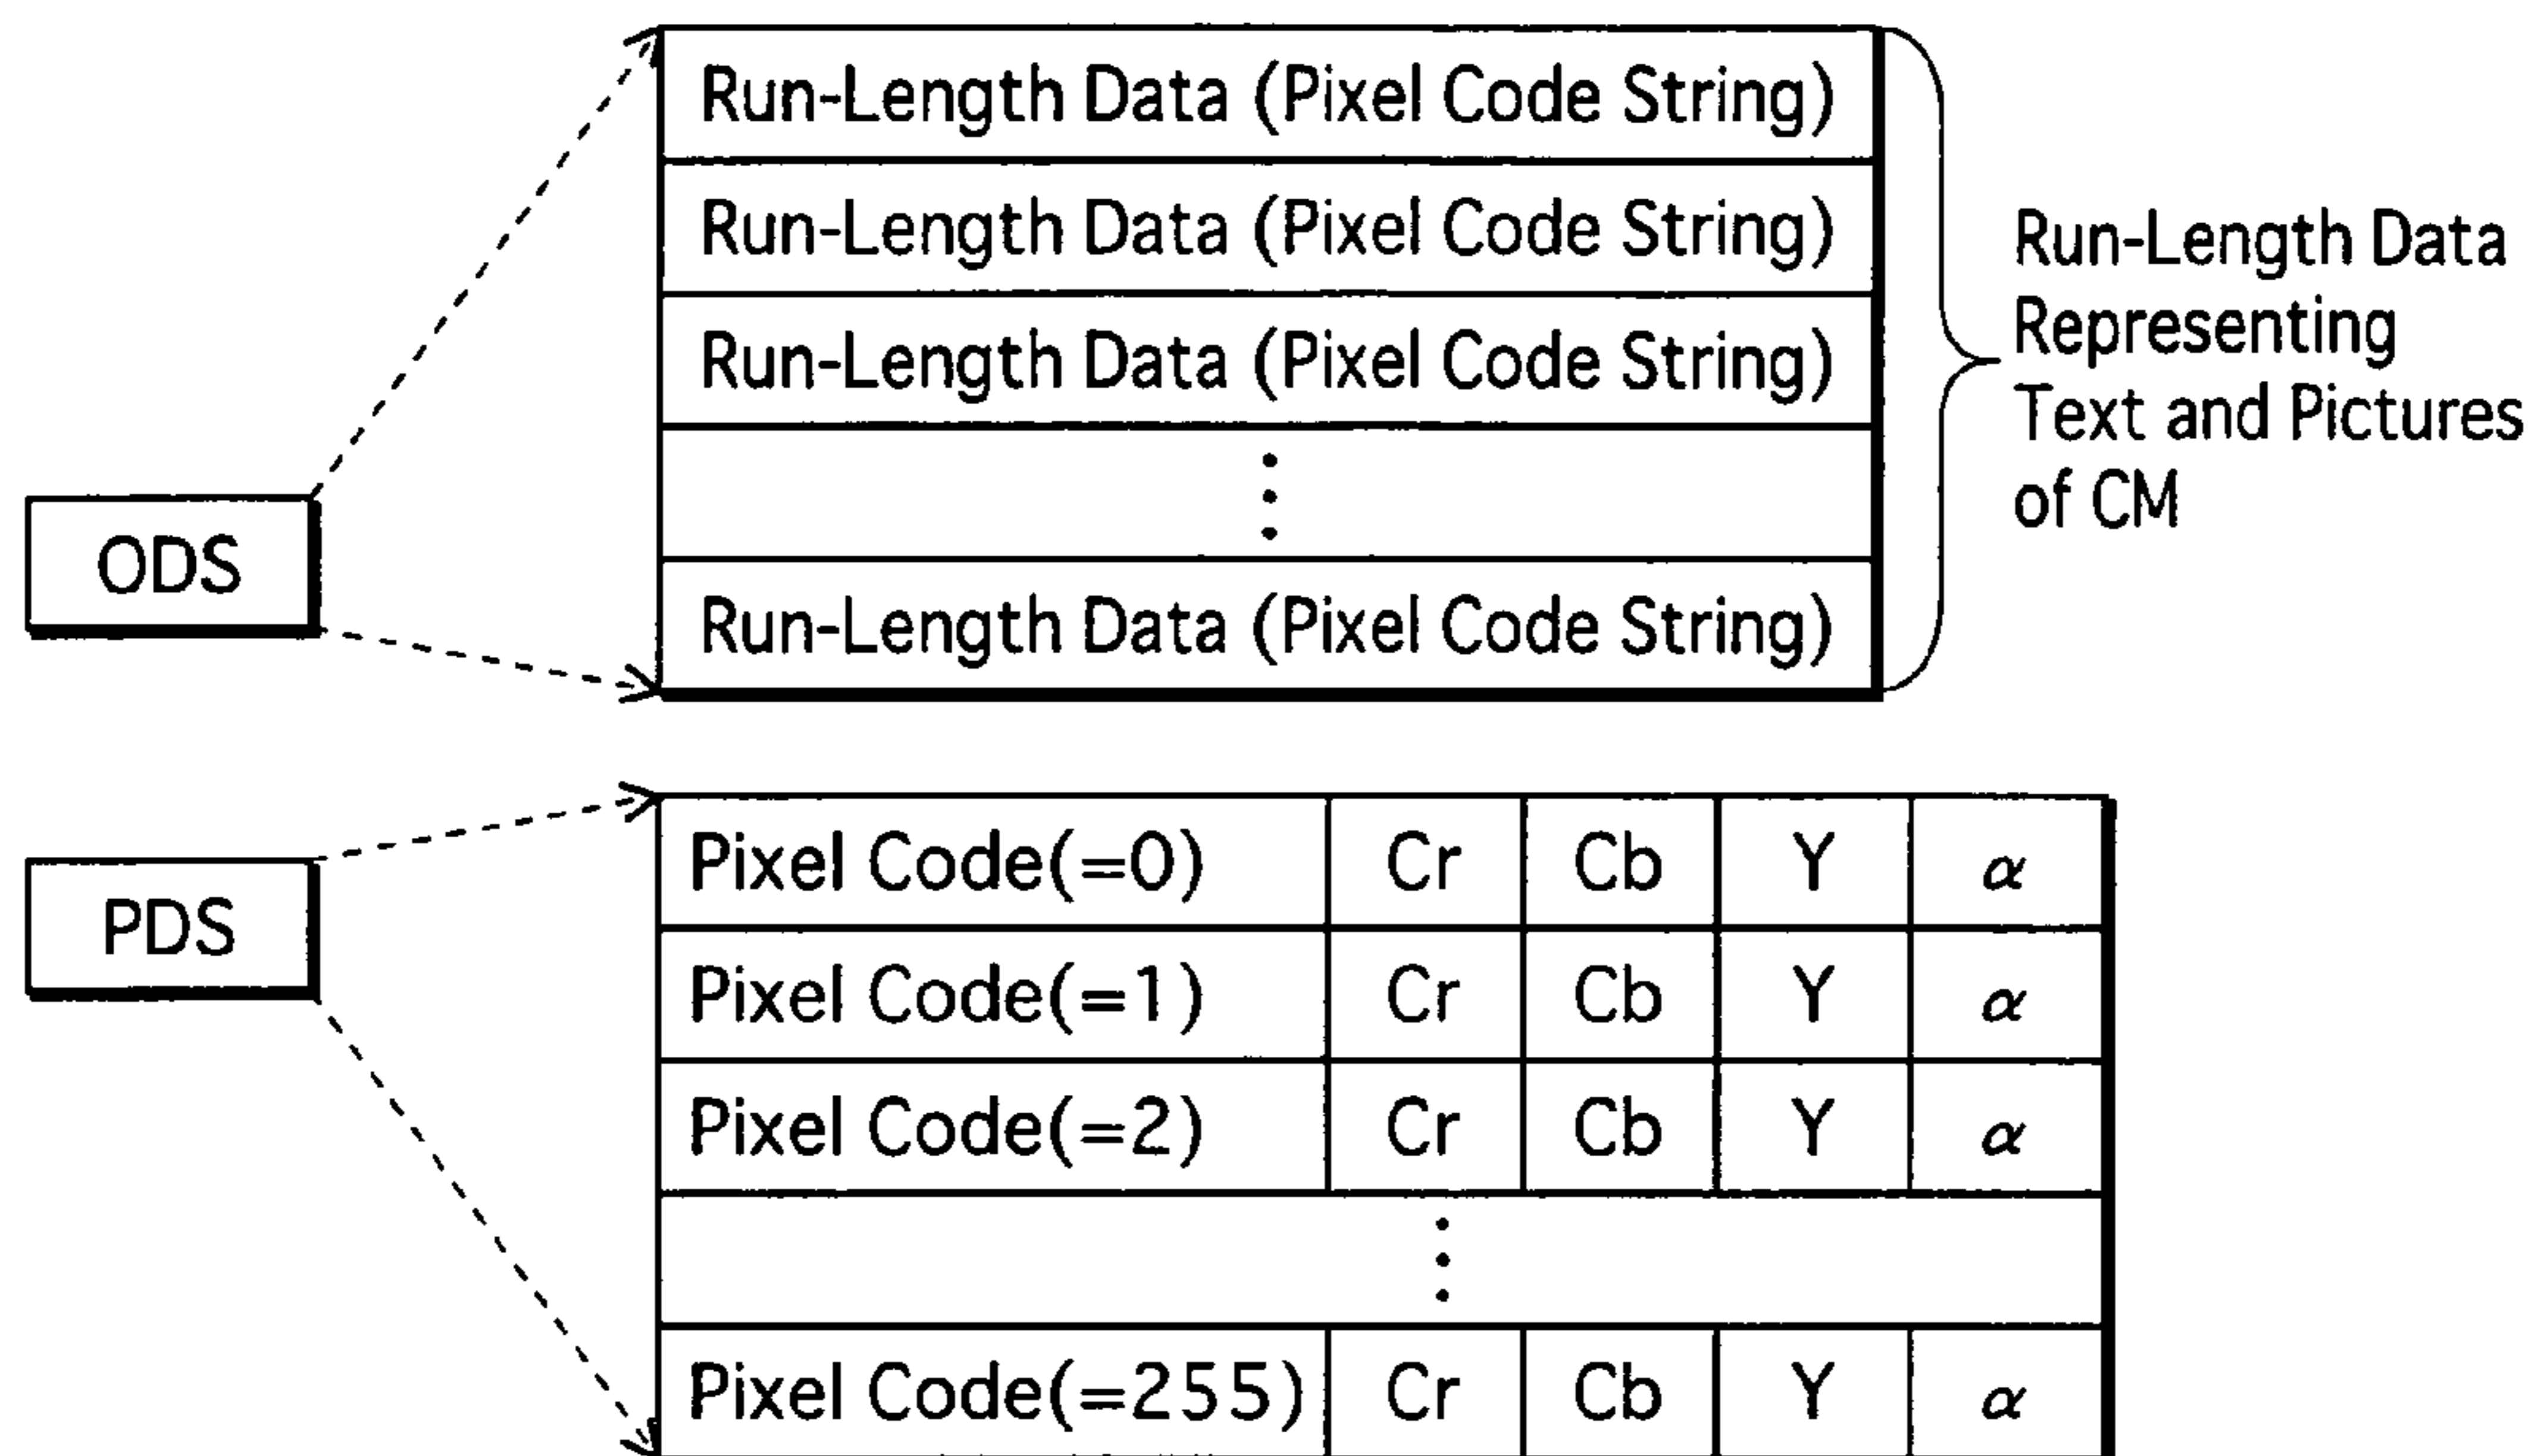 Run-Length Data (Pixel Code String)
Run-Length Data (Pixel Code String)
Run-Length Data (Pixel Code String)
Run-Length Data (Pixel Code String)
Run-Length Data
Representing
Text and Pictures
of CM
ODS
PDS
Pixel Code(=0) Cr Cb Y α
Pixel Code(=1) Cr Cb Y α
Pixel Code(=2) Cr Cb Y α
Pixel Code(=255) Cr Cb Y α